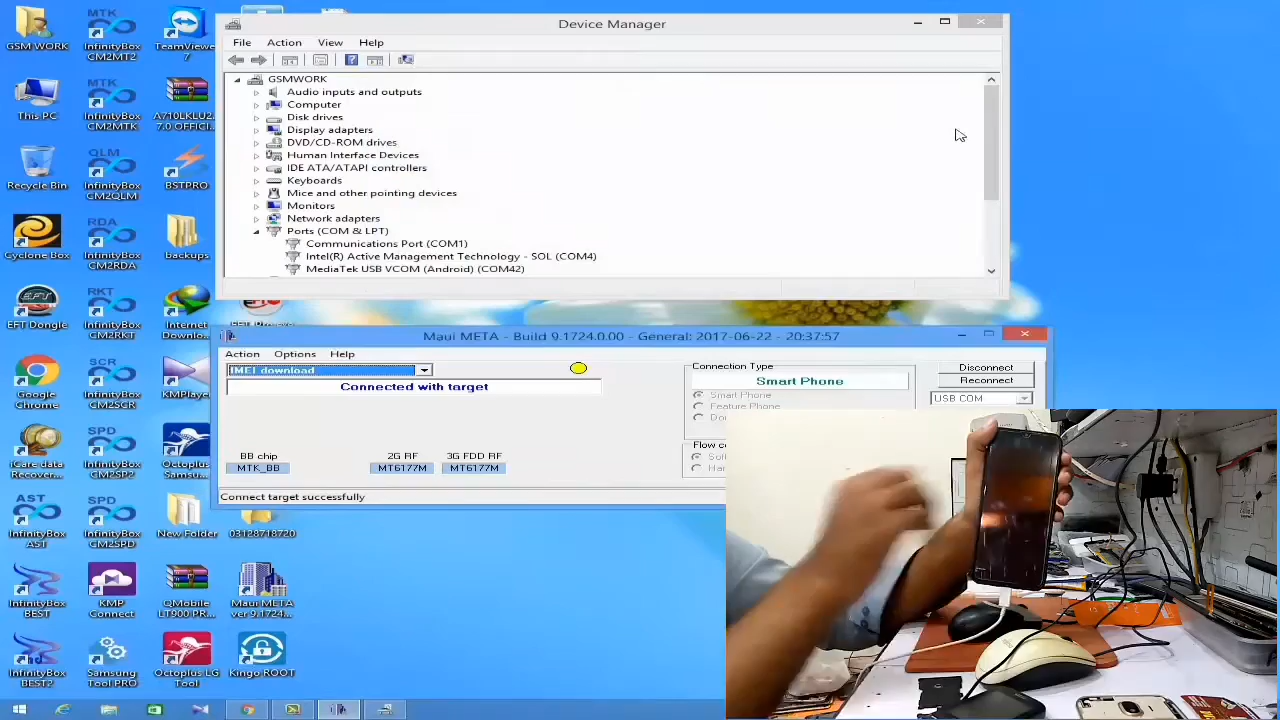 GSM WORK
InfinityBox
CM2MT2
TeamViewer
7
This PC
InfinityBox
CM2MTK
A710LKLU2...
7.0 OFFICI...
Recycle Bin
InfinityBox
CM2QLM
BSTPRO
Cyclone Box
InfinityBox
CM2RDA
backups
EFT Dongle
InfinityBox
CM2RKT
Internet
Downlo...
Google
Chrome
InfinityBox
CM2SCR
KMPlayer
iCare data
Recover...
InfinityBox
CM2SP2
Octoplus
Samsu...
InfinityBox
AST
InfinityBox
CM2SPD
New Folder
03128718720
InfinityBox
BEST
KMP
Connect
QMobile
LT900 PR...
Maui META
ver 9.1724...
InfinityBox
BEST2
Samsung
Tool PRO
Octoplus LG
Tool
Kingo ROOT
MTK
MTK
QLM
RDA
RKT
SCR
SPD
AST
SPD
Device Manager
File Action View Help
GSMWORK
Audio inputs and outputs
Computer
Disk drives
Display adapters
DVD/CD-ROM drives
Human Interface Devices
IDE ATA/ATAPI controllers
Keyboards
Mice and other pointing devices
Monitors
Network adapters
Ports (COM & LPT)
Communications Port (COM1)
Intel(R) Active Management Technology - SOL (COM4)
MediaTek USB VCOM (Android) (COM42)
Maui META - Build 9.1724.0.00 - General: 2017-06-22 - 20:37:57
Action Options Help
IMEI download
Connected with target
Connection Type
Smart Phone
Smart Phone
Feature Phone
Disconnect
Reconnect
USB COM
BB chip
MTK_BB
2G RF
MT6177M
3G FDD RF
MT6177M
Connect target successfully